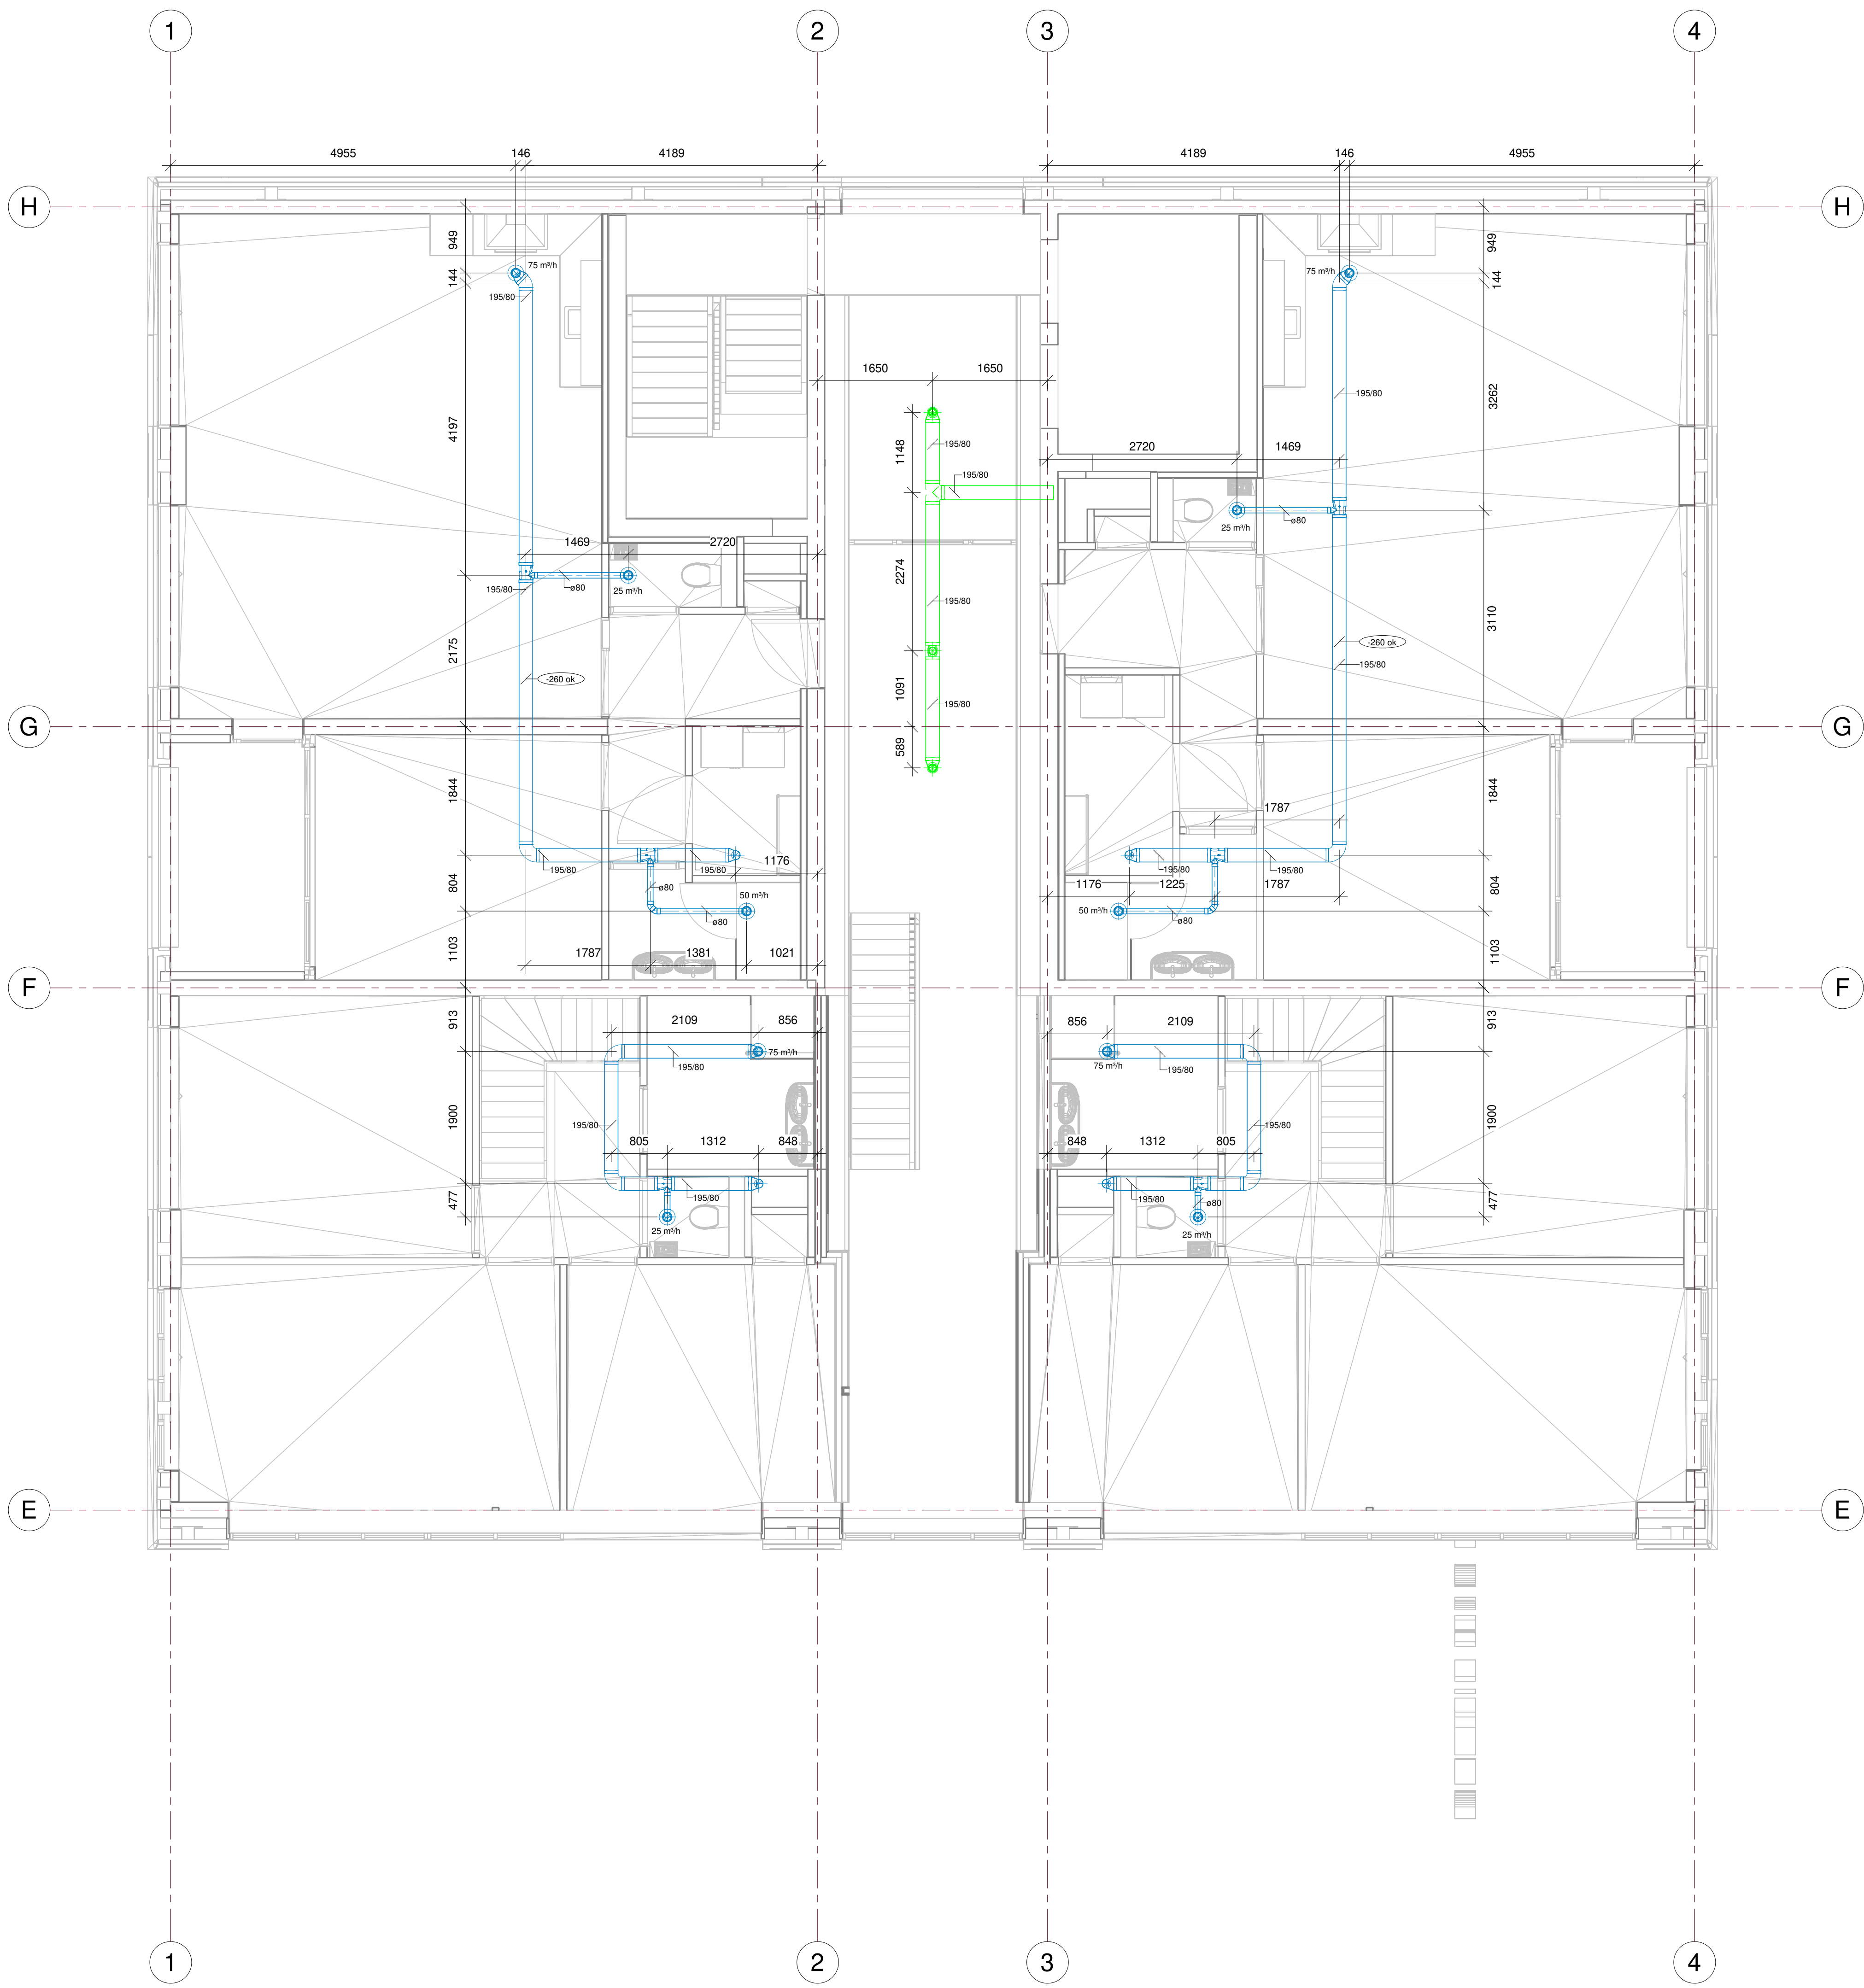 1 2 3 4
4955 146 4189 4189 146 4955
H H
949 949
75 m³/h 75 m³/h
144 144
195/80
1650 1650
195/80
3262
4197
1148
195/80
2720 1469
195/80
25 m³/h ø80
1469 2720
2274
195/80 ø80
25 m³/h
195/80
3110
2175
-260 ok
-260 ok
195/80
1091
195/80
G G
589
1844 1844
1787
195/80 195/80 1176
195/80 195/80
804 804
ø80 50 m³/h
1176 1225 1787
50 m³/h
ø80
ø80
1103 1103
1787 1381 1021
F F
913 913
2109 856
856 2109
75 m³/h
195/80
75 m³/h 195/80
1900 1900
195/80 195/80
805 1312 848
848 1312 805
477 477
195/80
195/80 ø80
25 m³/h
25 m³/h
E E
1 2 3 4